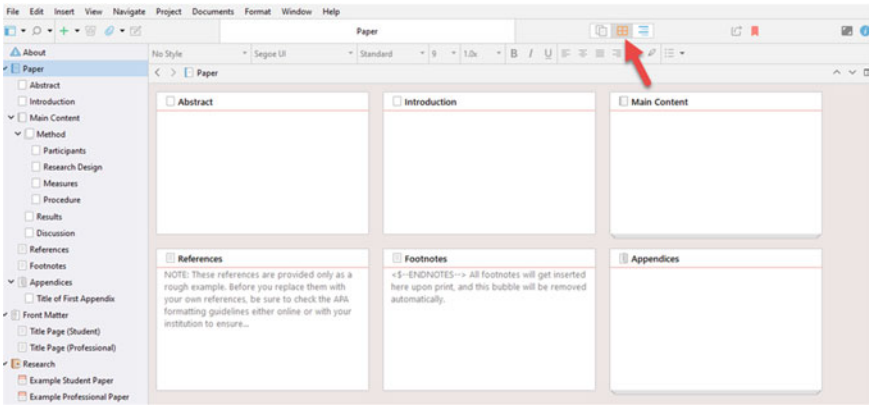 File Edit Insert View Navigate Project Documents Format Window Help
Paper
No Style Segoe UI Standard 9 1.0x B I U
Paper
About
Paper
Abstract
Introduction
Main Content
Method
Participants
Research Design
Measures
Procedure
Results
Discussion
References
Footnotes
Appendices
Title of First Appendix
Front Matter
Title Page (Student)
Title Page (Professional)
Research
Example Student Paper
Example Professional Paper
Abstract
Introduction
Main Content
References
NOTE: These references are provided only as a
rough example. Before you replace them with
your own references, be sure to check the APA
formatting guidelines either online or with your
institution to ensure...
Footnotes
<$--ENDNOTES--> All footnotes will get inserted
here upon print, and this bubble will be removed
automatically.
Appendices